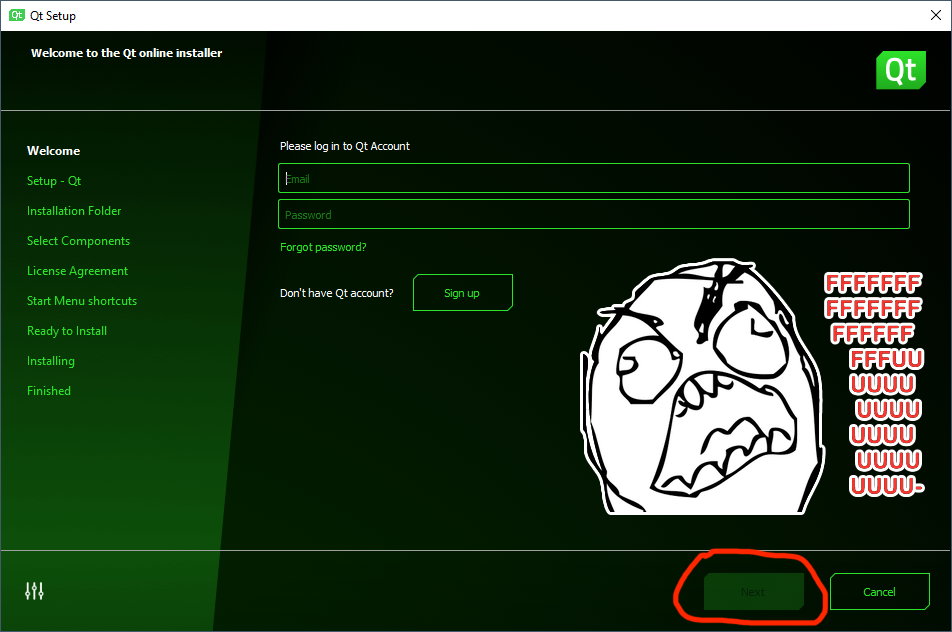 Qt Qt Setup
Welcome to the Qt online installer
Qt
Welcome
Setup - Qt
Installation Folder
Select Components
License Agreement
Start Menu shortcuts
Ready to Install
Installing
Finished
Please log in to Qt Account
Email
Password
Forgot password?
Don't have Qt account?
Sign up
FFFFFFF
FFFFFFF
FFFFFF
FFFUU
UUUU
UUUU
UUUU
UUUU
UUUU-
Next
Cancel